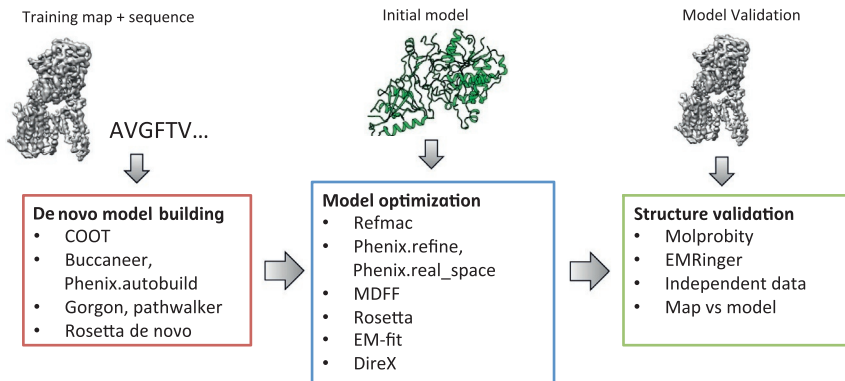 Training map + sequence
Initial model
Model Validation
AVGFTV...
De novo model building
• COOT
• Buccaneer,
Phenix.autobuild
• Gorgon, pathwalker
• Rosetta de novo
Model optimization
• Refmac
• Phenix.refine,
Phenix.real_space
• MDFF
• Rosetta
• EM-fit
• DireX
Structure validation
• Molprobity
• EMRinger
• Independent data
• Map vs model